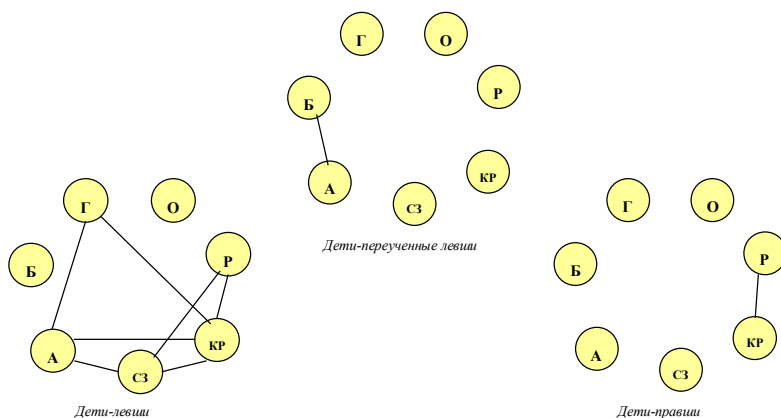 Г
О
Б
Р
А
КР
СЗ
Дети-переученные левши
Г
О
Б
Р
А
КР
СЗ
Дети-левши
Г
О
Б
Р
А
КР
СЗ
Дети-правши